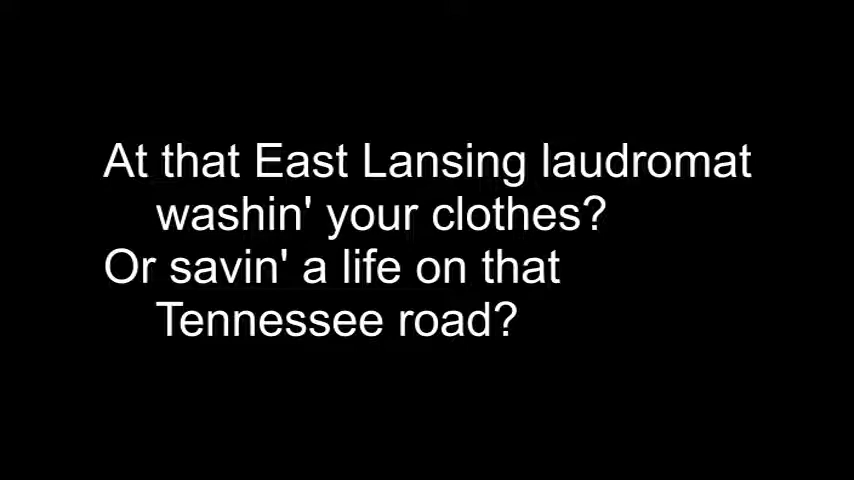 At that East Lansing laudromat
washin' your clothes?
Or savin' a life on that
Tennessee road?